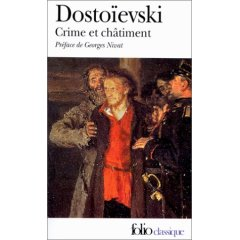 Dostoïevski
Crime et châtiment
Préface de Georges Nivat
folio classique